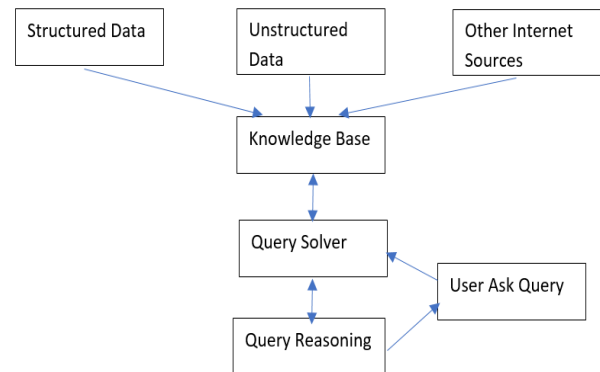 Structured Data
Unstructured
Data
Other Internet
Sources
Knowledge Base
Query Solver
User Ask Query
Query Reasoning